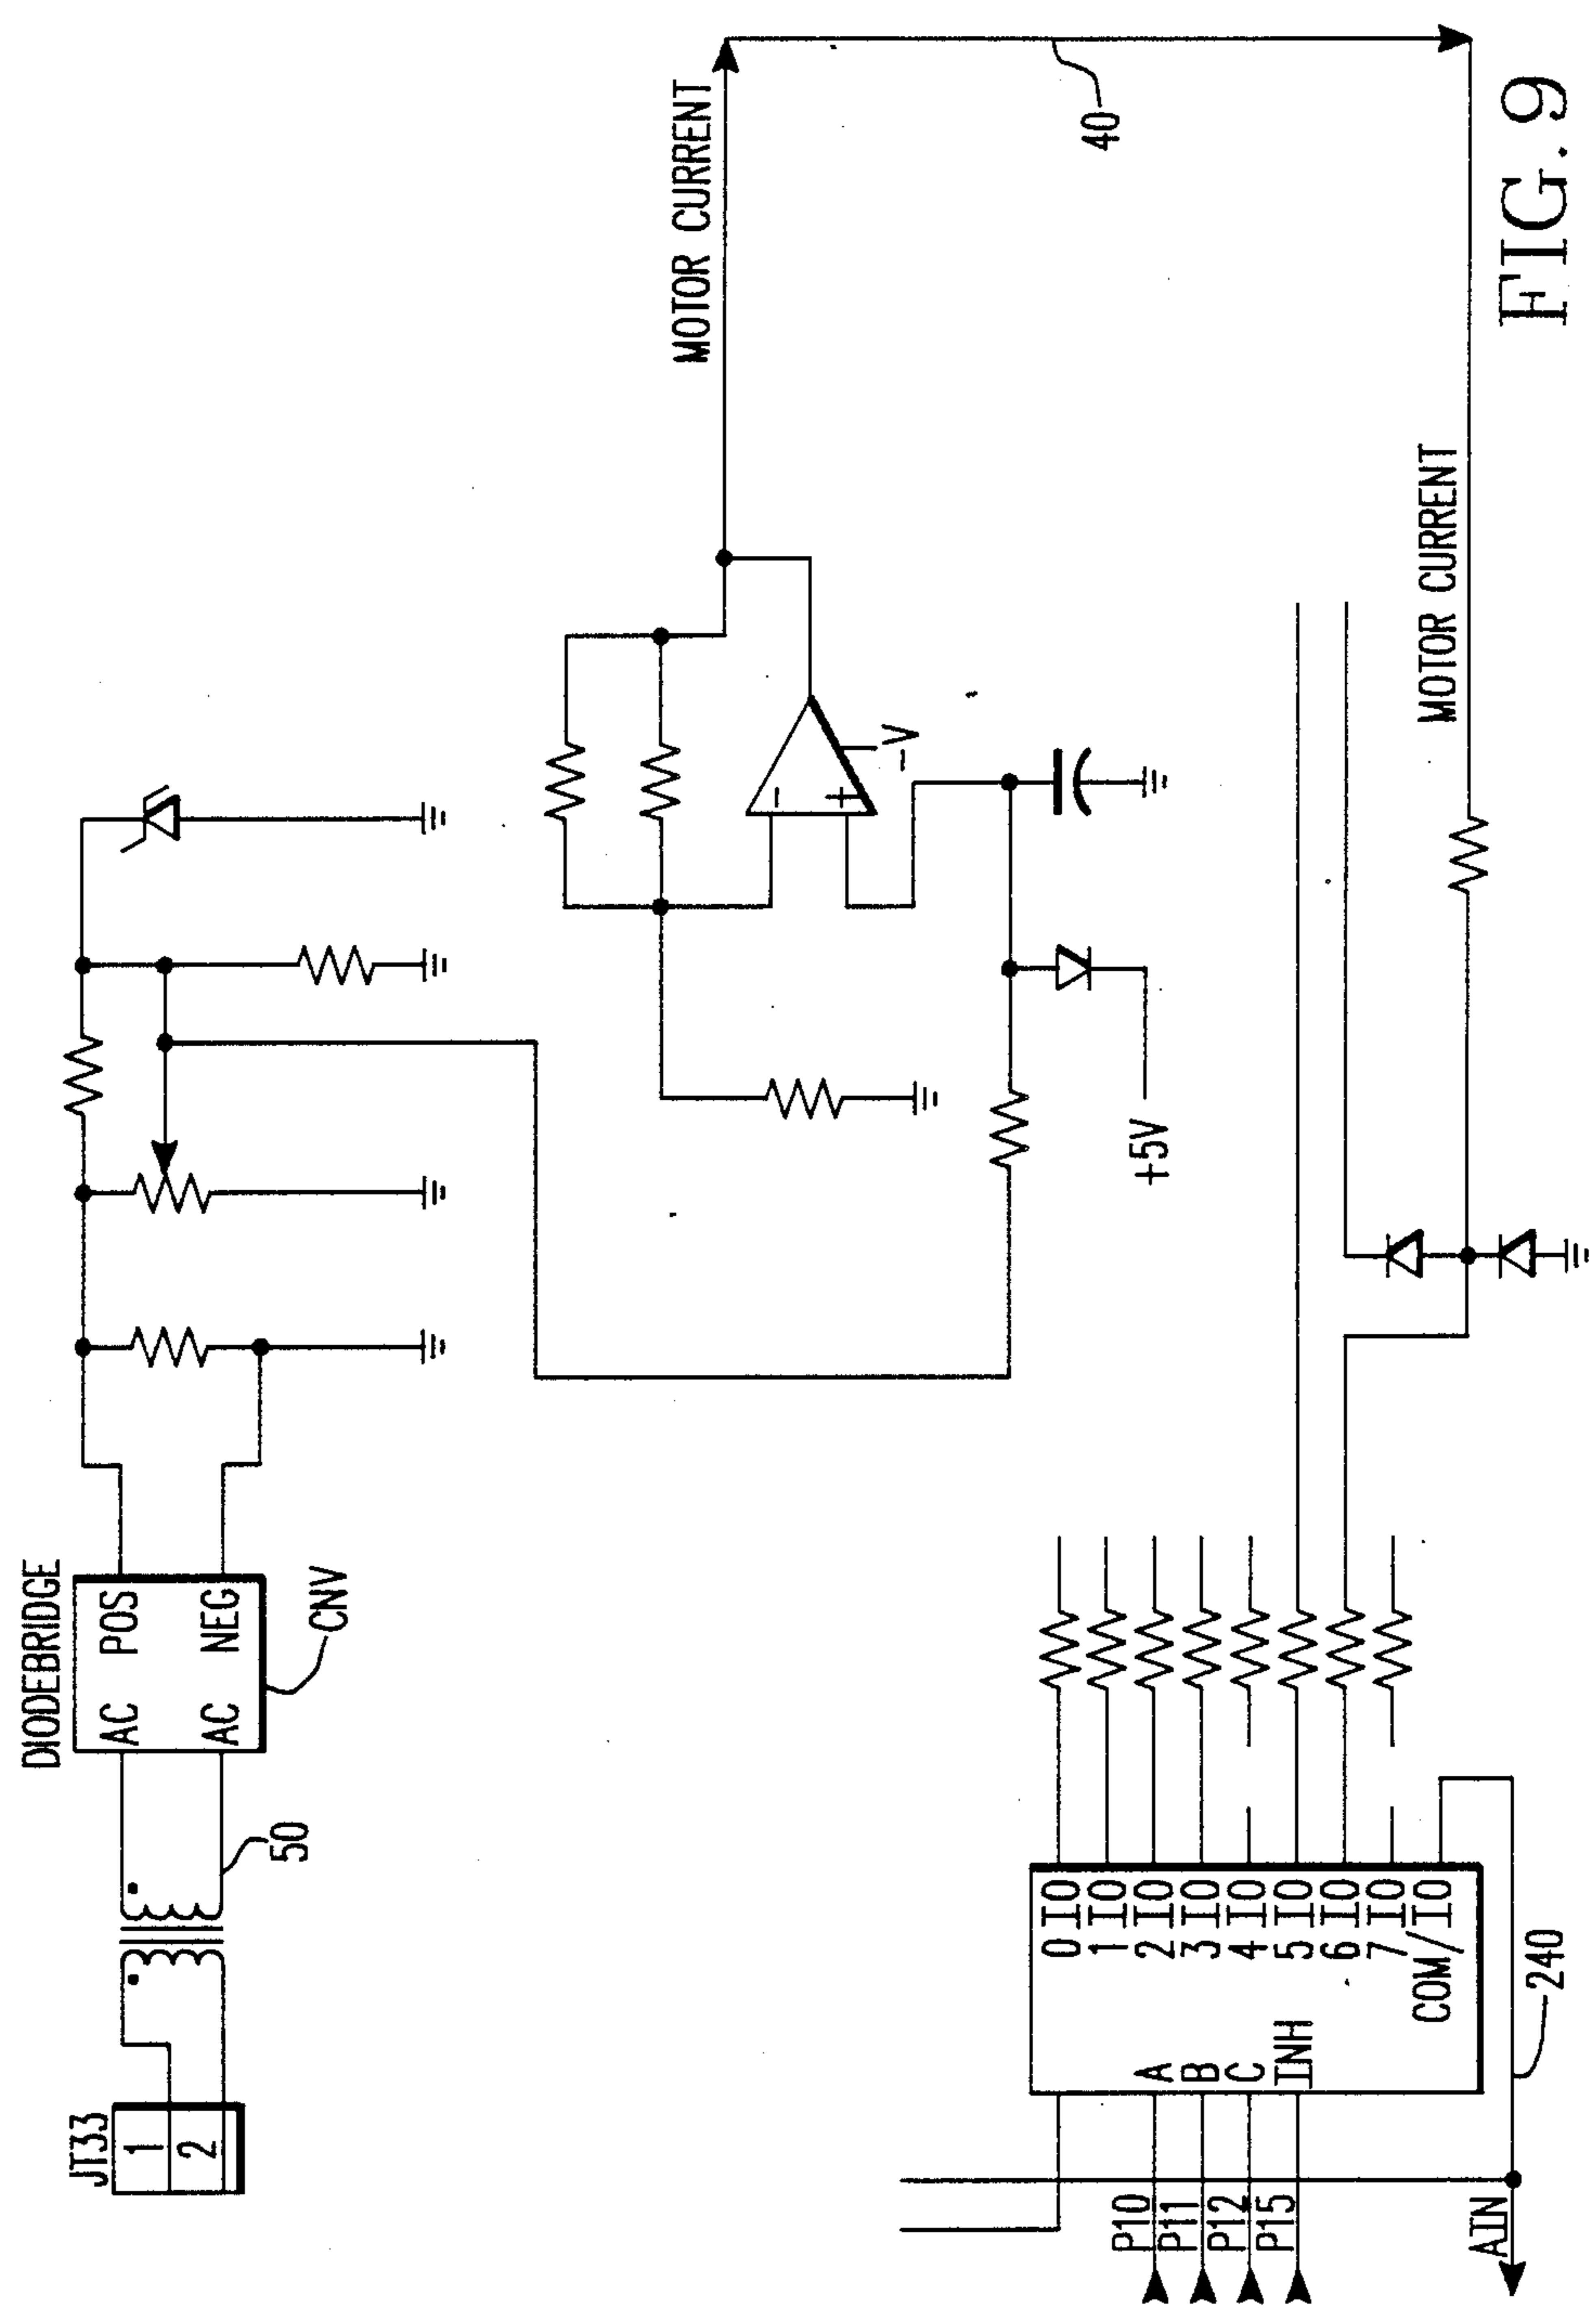 JT33
1
2
50
DIODEBRIDGE
AC POS
AC NEG
CNV
-V
+5V
MOTOR CURRENT
40
MOTOR CURRENT
P10
P11
P12
P15
A
B
C
INH
0 IO
1 IO
2 IO
3 IO
4 IO
5 IO
6 IO
7 IO
COM/IO
AIN
240
FIG. 9